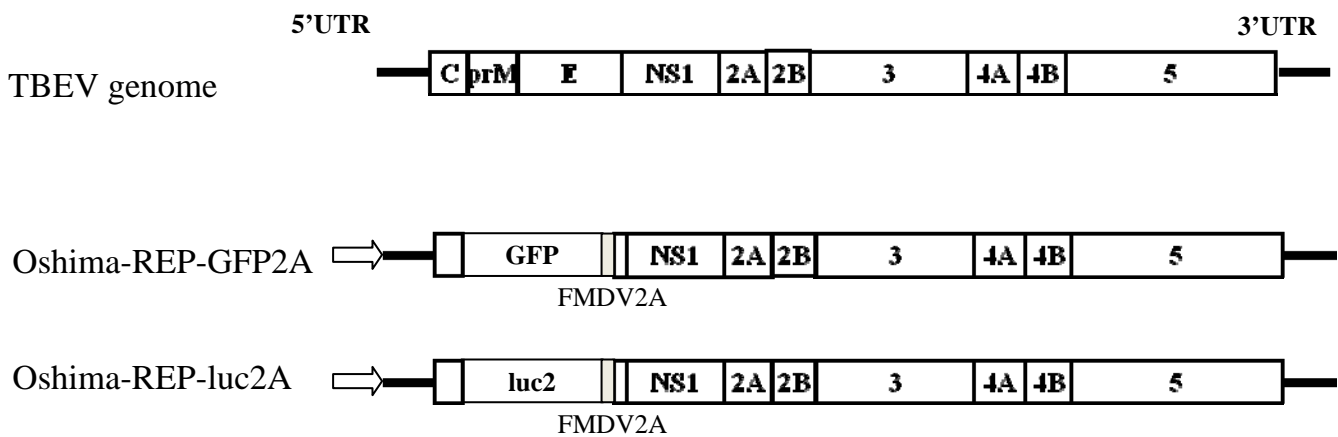 5'UTR 3'UTR
TBEV genome C prM E NS1 2A 2B 3 4A 4B 5
Oshima-REP-GFP2A GFP NS1 2A 2B 3 4A 4B 5
FMDV2A
Oshima-REP-luc2A luc2 NS1 2A 2B 3 4A 4B 5
FMDV2A